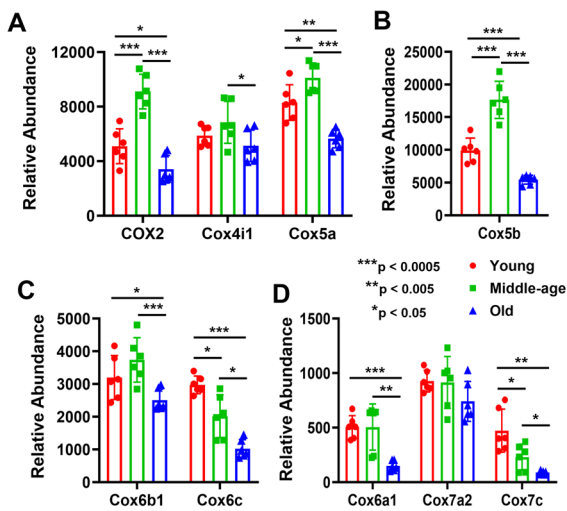 A
Relative Abundance
12000
8000
4000
0
*
***
***
*
**
*
***
COX2
Cox4i1
Cox5a
B
Relative Abundance
25000
20000
15000
10000
5000
0
***
***
***
Cox5b
***p < 0.0005
**p < 0.005
*p < 0.05
Young
Middle-age
Old
C
Relative Abundance
5000
4000
3000
2000
1000
0
*
***
***
*
*
Cox6b1
Cox6c
D
Relative Abundance
1000
500
0
***
**
**
*
*
Cox6a1
Cox7a2
Cox7c